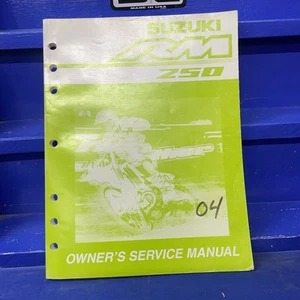 MADE IN USA
SUZUKI
RM
250
04
OWNER'S SERVICE MANUAL